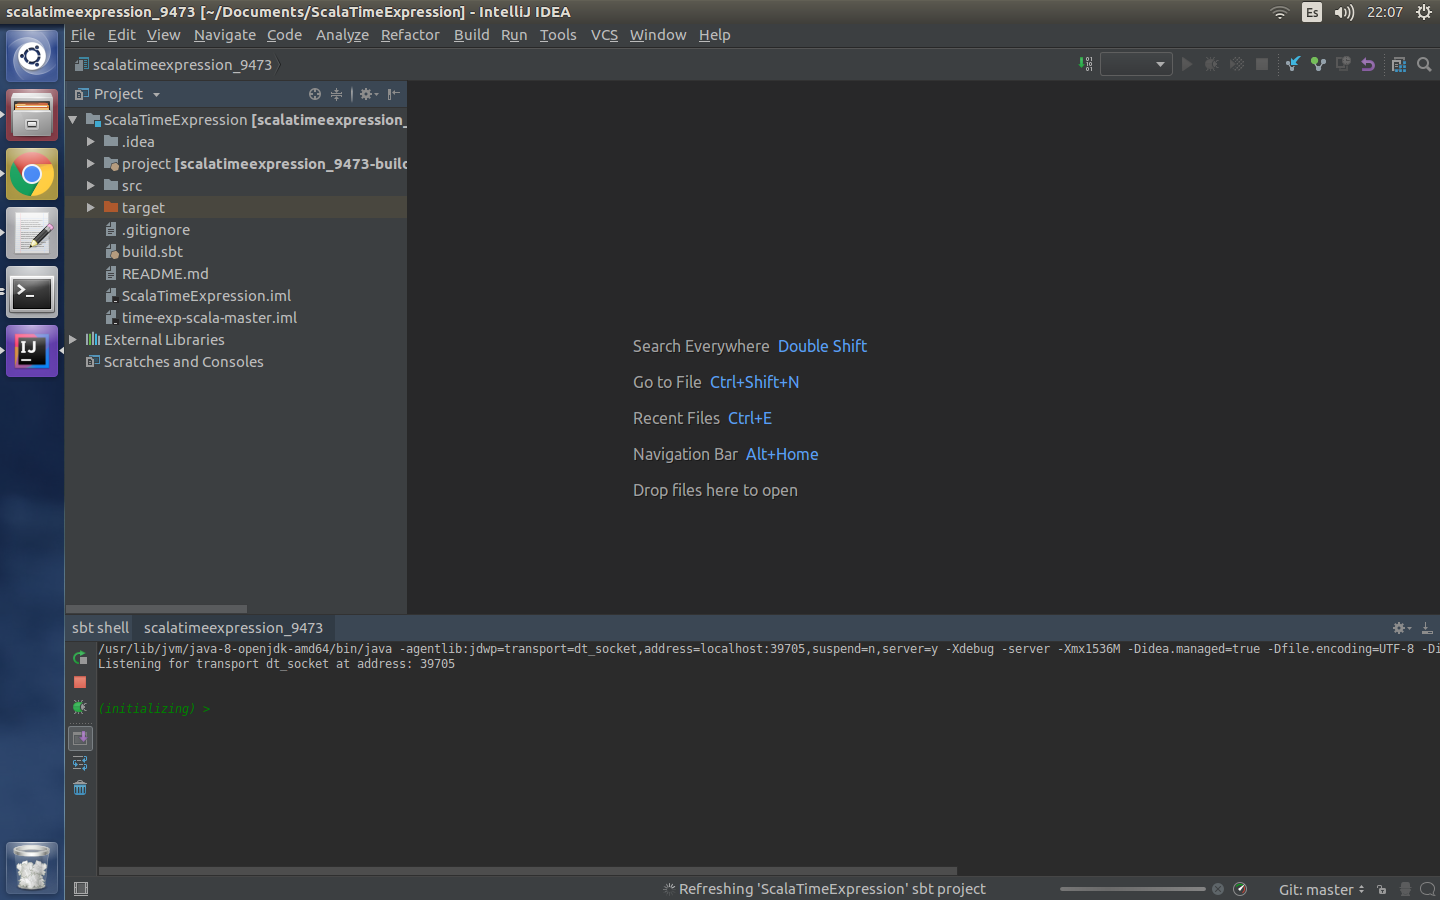 scalatimeexpression_9473 [~/Documents/ScalaTimeExpression] - IntelliJ IDEA
Es
22:07
File Edit View Navigate Code Analyze Refactor Build Run Tools VCS Window Help
scalatimeexpression_9473
Project
ScalaTimeExpression [scalatimeexpression_
.idea
project [scalatimeexpression_9473-build
src
target
.gitignore
build.sbt
README.md
ScalaTimeExpression.iml
time-exp-scala-master.iml
External Libraries
Scratches and Consoles
Search Everywhere Double Shift
Go to File Ctrl+Shift+N
Recent Files Ctrl+E
Navigation Bar Alt+Home
Drop files here to open
sbt shell scalatimeexpression_9473
/usr/lib/jvm/java-8-openjdk-amd64/bin/java -agentlib:jdwp=transport=dt_socket,address=localhost:39705,suspend=n,server=y -Xdebug -server -Xmx1536M -Didea.managed=true -Dfile.encoding=UTF-8 -Di
Listening for transport dt_socket at address: 39705
(initializing) >
Refreshing 'ScalaTimeExpression' sbt project
Git: master